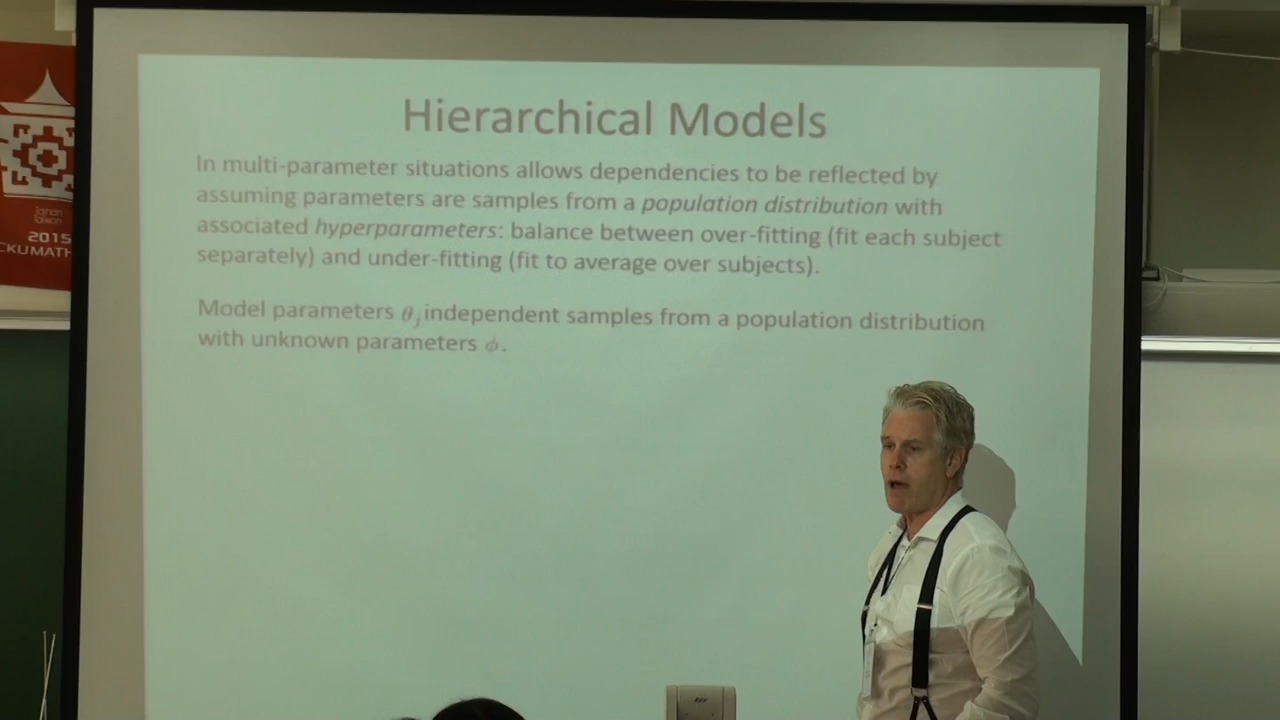 Hierarchical Models
In multi-parameter situations allows dependencies to be reflected by
assuming parameters are samples from a population distribution with
associated hyperparameters: balance between over-fitting (fit each subject
separately) and under-fitting (fit to average over subjects).
Model parameters θj independent samples from a population distribution
with unknown parameters ϕ.
2015
CKUMATH